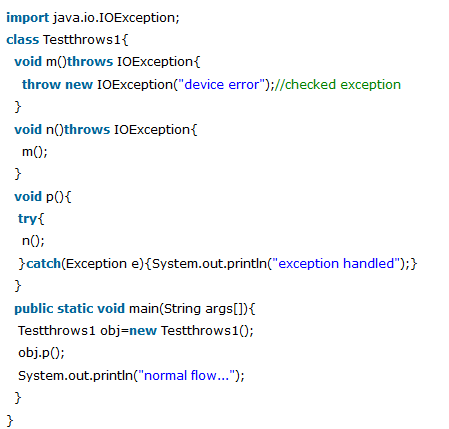 import java.io.IOException;
class Testthrows1{
  void m()throws IOException{
    throw new IOException("device error");//checked exception
  }
  void n()throws IOException{
    m();
  }
  void p(){
   try{
    n();
   }catch(Exception e){System.out.println("exception handled");}
  }
  public static void main(String args[]){
   Testthrows1 obj=new Testthrows1();
   obj.p();
   System.out.println("normal flow...");
  }
}